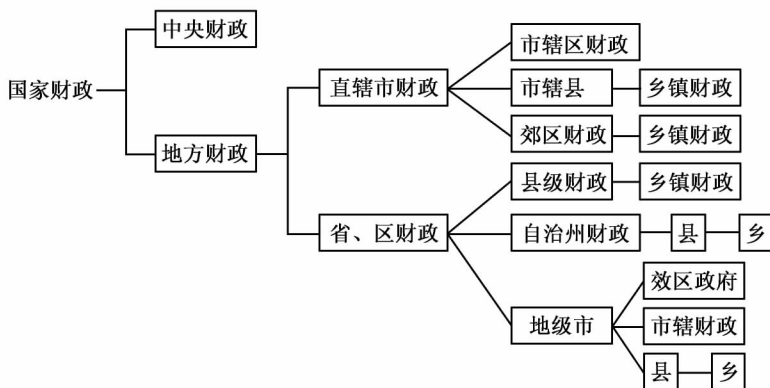 国家财政
中央财政
地方财政
直辖市财政
市辖区财政
市辖县
乡镇财政
郊区财政
乡镇财政
省、区财政
县级财政
乡镇财政
自治州财政
县
乡
地级市
效区政府
市辖财政
县
乡